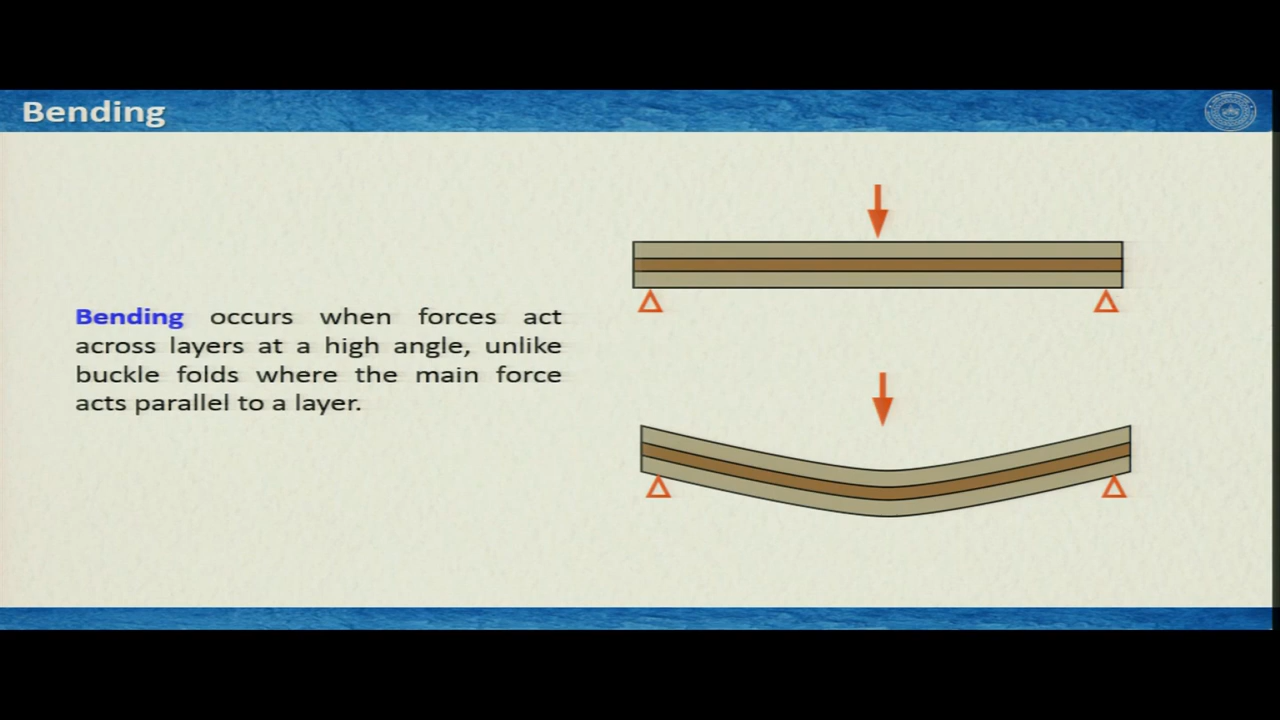 Bending
Bending occurs when forces act
across layers at a high angle, unlike
buckle folds where the main force
acts parallel to a layer.